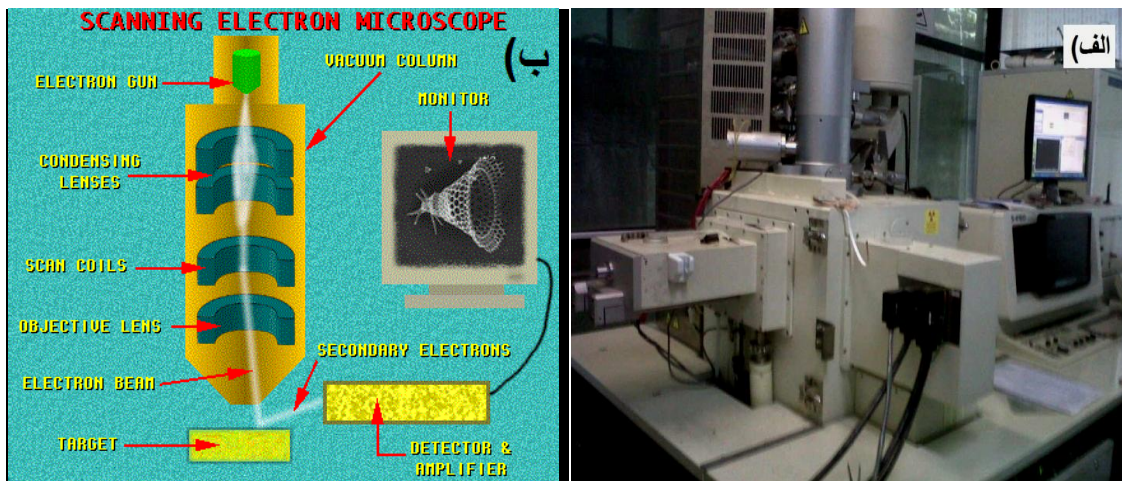 SCANNING ELECTRON MICROSCOPE
ب)
الف)
ELECTRON GUN
VACUUM COLUMN
MONITOR
CONDENSING
LENSES
SCAN COILS
OBJECTIVE LENS
SECONDARY ELECTRONS
ELECTRON BEAM
TARGET
DETECTOR &
AMPLIFIER